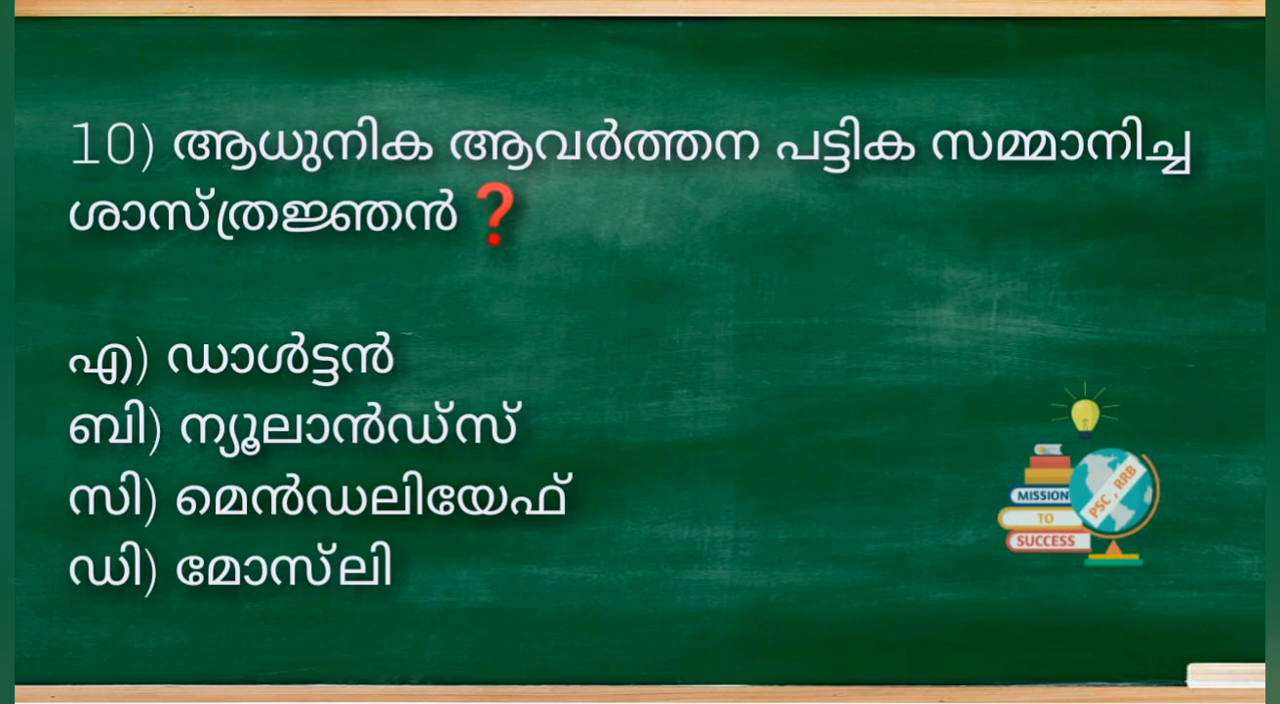 10) ആധുനിക ആവർത്തന പട്ടിക സമ്മാനിച്ച
ശാസ്ത്രജ്ഞൻ❓
എ) ഡാൾട്ടൻ
ബി) ന്യൂലാൻഡ്സ്
സി) മെൻഡലിയേഫ്
ഡി) മോസ്‌ലി
PSC , RRB
MISSION
TO
SUCCESS